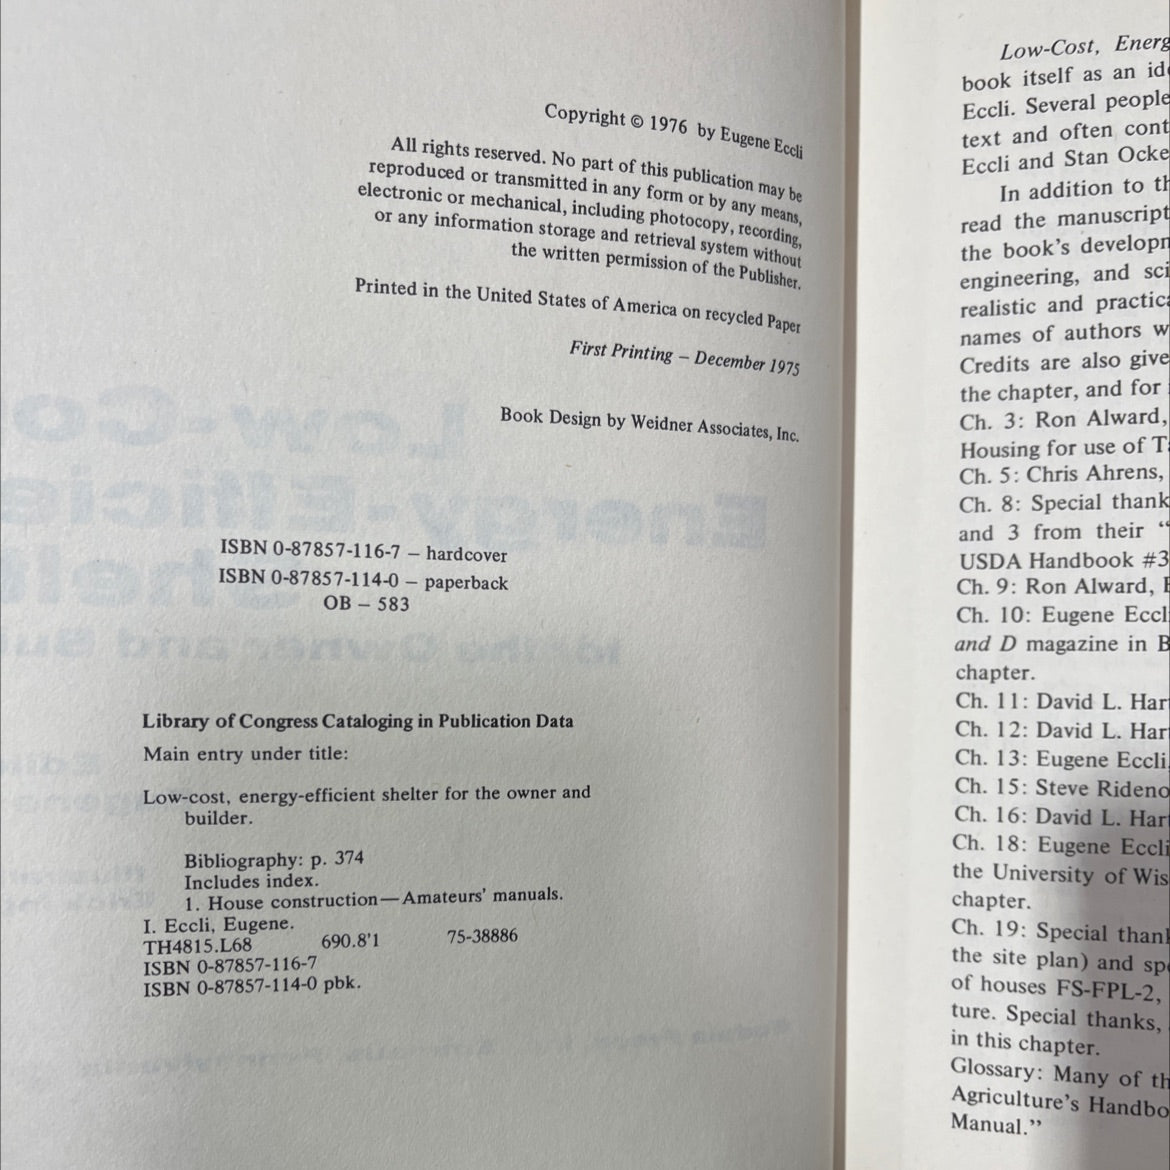 Copyright © 1976 by Eugene Eccli
All rights reserved. No part of this publication may be
reproduced or transmitted in any form or by any means,
electronic or mechanical, including photocopy, recording,
or any information storage and retrieval system without
the written permission of the Publisher.
Printed in the United States of America on recycled Paper
First Printing – December 1975
Book Design by Weidner Associates, Inc.
ISBN 0-87857-116-7 – hardcover
ISBN 0-87857-114-0 – paperback
OB – 583
Library of Congress Cataloging in Publication Data
Main entry under title:
Low-cost, energy-efficient shelter for the owner and
builder.
Bibliography: p. 374
Includes index.
1. House construction—Amateurs' manuals.
I. Eccli, Eugene.
TH4815.L68 690.8'1 75-38886
ISBN 0-87857-116-7
ISBN 0-87857-114-0 pbk.
Low-Cost, Energ
book itself as an id
Eccli. Several people
text and often cont
Eccli and Stan Ocke
In addition to th
read the manuscript
the book's developm
engineering, and sci
realistic and practica
names of authors w
Credits are also give
the chapter, and for
Ch. 3: Ron Alward,
Housing for use of T
Ch. 5: Chris Ahrens,
Ch. 8: Special thank
and 3 from their “
USDA Handbook #3
Ch. 9: Ron Alward,
Ch. 10: Eugene Eccl
and D magazine in B
chapter.
Ch. 11: David L. Har
Ch. 12: David L. Har
Ch. 13: Eugene Eccli
Ch. 15: Steve Rideno
Ch. 16: David L. Har
Ch. 18: Eugene Eccli
the University of Wis
chapter.
Ch. 19: Special thank
the site plan) and sp
of houses FS-FPL-2,
ture. Special thanks,
in this chapter.
Glossary: Many of th
Agriculture's Handbo
Manual.”